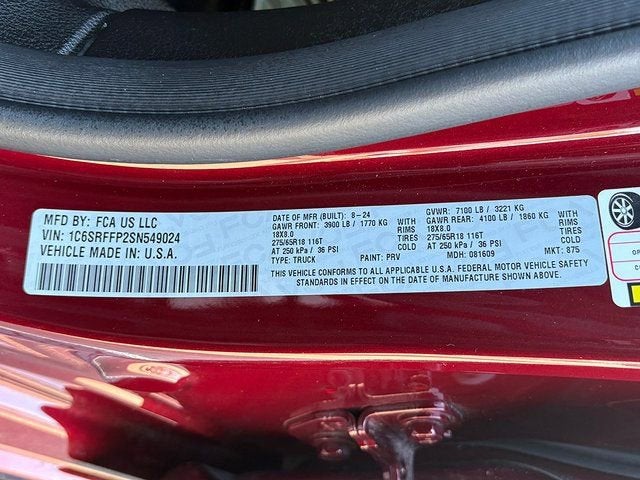 MFD BY: FCA US LLC
VIN: 1C6SRFFP2SN549024
VEHICLE MADE IN: U.S.A.
DATE OF MFR (BUILT): 8-24
GAWR FRONT: 3900 LB / 1770 KG
WITH
18X8.0 RIMS
275/65R18 116T TIRES
AT 250 kPa / 36 PSI COLD
TYPE: TRUCK PAINT: PRV
GVWR: 7100 LB / 3221 KG
GAWR REAR: 4100 LB / 1860 KG
WITH
18X8.0 RIMS
275/65R18 116T TIRES
AT 250 kPa / 36 PSI COLD
MDH: 081609 MKT: 875
THIS VEHICLE CONFORMS TO ALL APPLICABLE U.S.A. FEDERAL MOTOR VEHICLE SAFETY
STANDARDS IN EFFECT ON THE DATE OF MANUFACTURE SHOWN ABOVE.